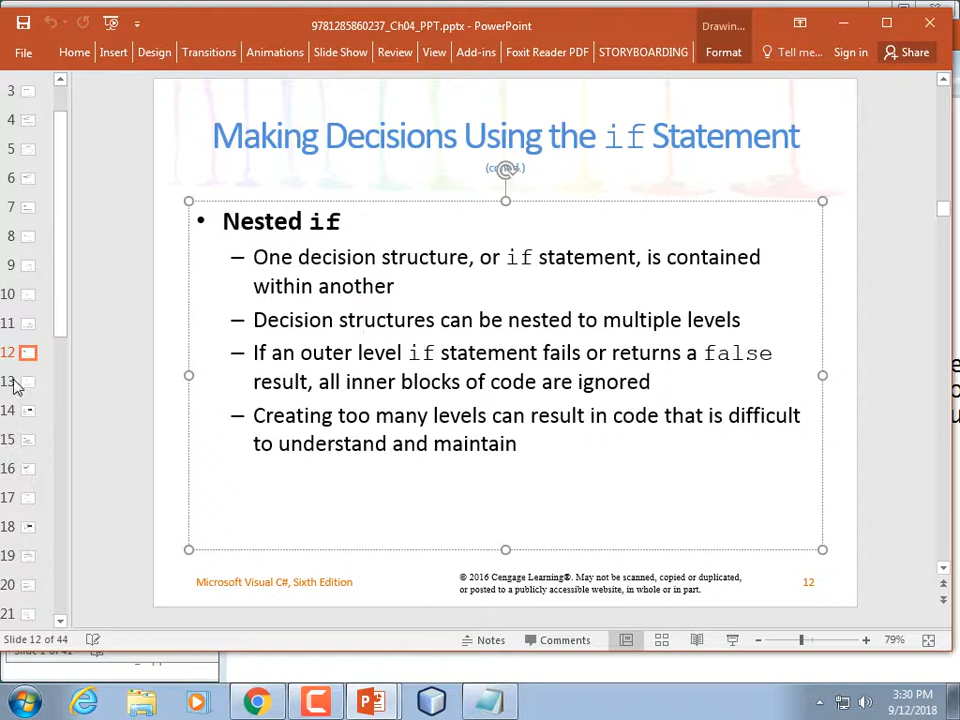 9781285860237_Ch04_PPT.pptx - PowerPoint
Drawin...
File Home Insert Design Transitions Animations Slide Show Review View Add-ins Foxit Reader PDF STORYBOARDING Format Tell me... Sign in Share
3
4
5
6
7
8
9
10
11
12
13
14
15
16
17
18
19
20
21
Making Decisions Using the if Statement
• Nested if
– One decision structure, or if statement, is contained
within another
– Decision structures can be nested to multiple levels
– If an outer level if statement fails or returns a false
result, all inner blocks of code are ignored
– Creating too many levels can result in code that is difficult
to understand and maintain
Microsoft Visual C#, Sixth Edition
© 2016 Cengage Learning®. May not be scanned, copied or duplicated,
or posted to a publicly accessible website, in whole or in part.
12
Slide 12 of 44
Notes Comments 79%
3:30 PM
9/12/2018